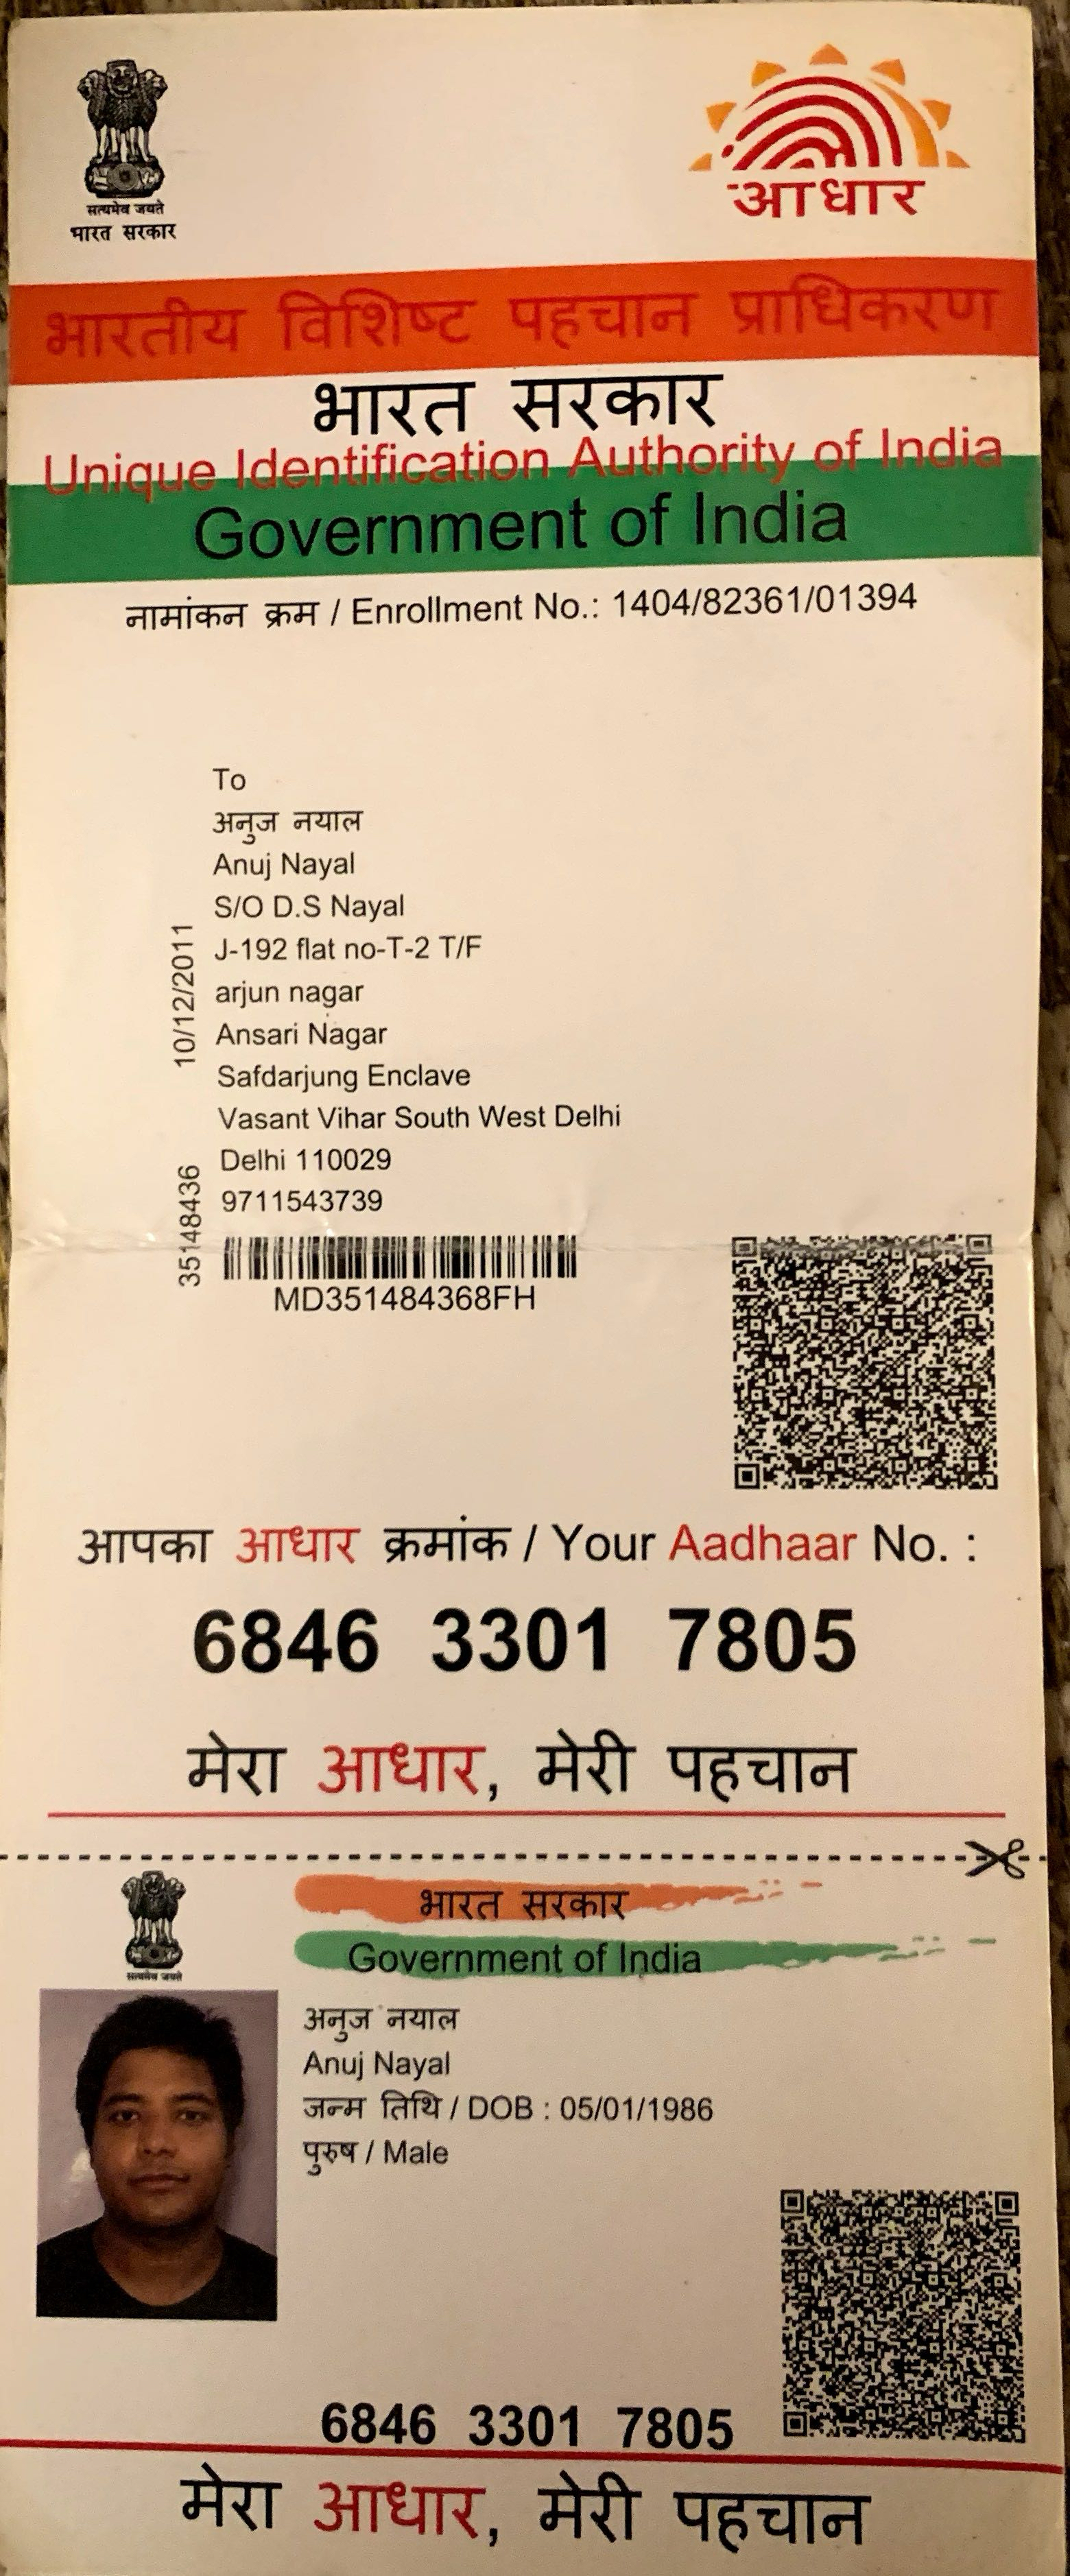 सत्यमेव जयते
भारत सरकार
आधार
भारतीय विशिष्ट पहचान प्राधिकरण
भारत सरकार
Unique Identification Authority of India
Government of India
नामांकन क्रम / Enrollment No.: 1404/82361/01394
To
अनुज नयाल
Anuj Nayal
S/O D.S Nayal
J-192 flat no-T-2 T/F
arjun nagar
Ansari Nagar
Safdarjung Enclave
Vasant Vihar South West Delhi
Delhi 110029
9711543739
10/12/2011
35148436
MD351484368FH
आपका आधार क्रमांक / Your Aadhaar No. :
6846 3301 7805
मेरा आधार, मेरी पहचान
सत्यमेव जयते
भारत सरकार
Government of India
अनुज नयाल
Anuj Nayal
जन्म तिथि / DOB : 05/01/1986
पुरुष / Male
6846 3301 7805
मेरा आधार, मेरी पहचान